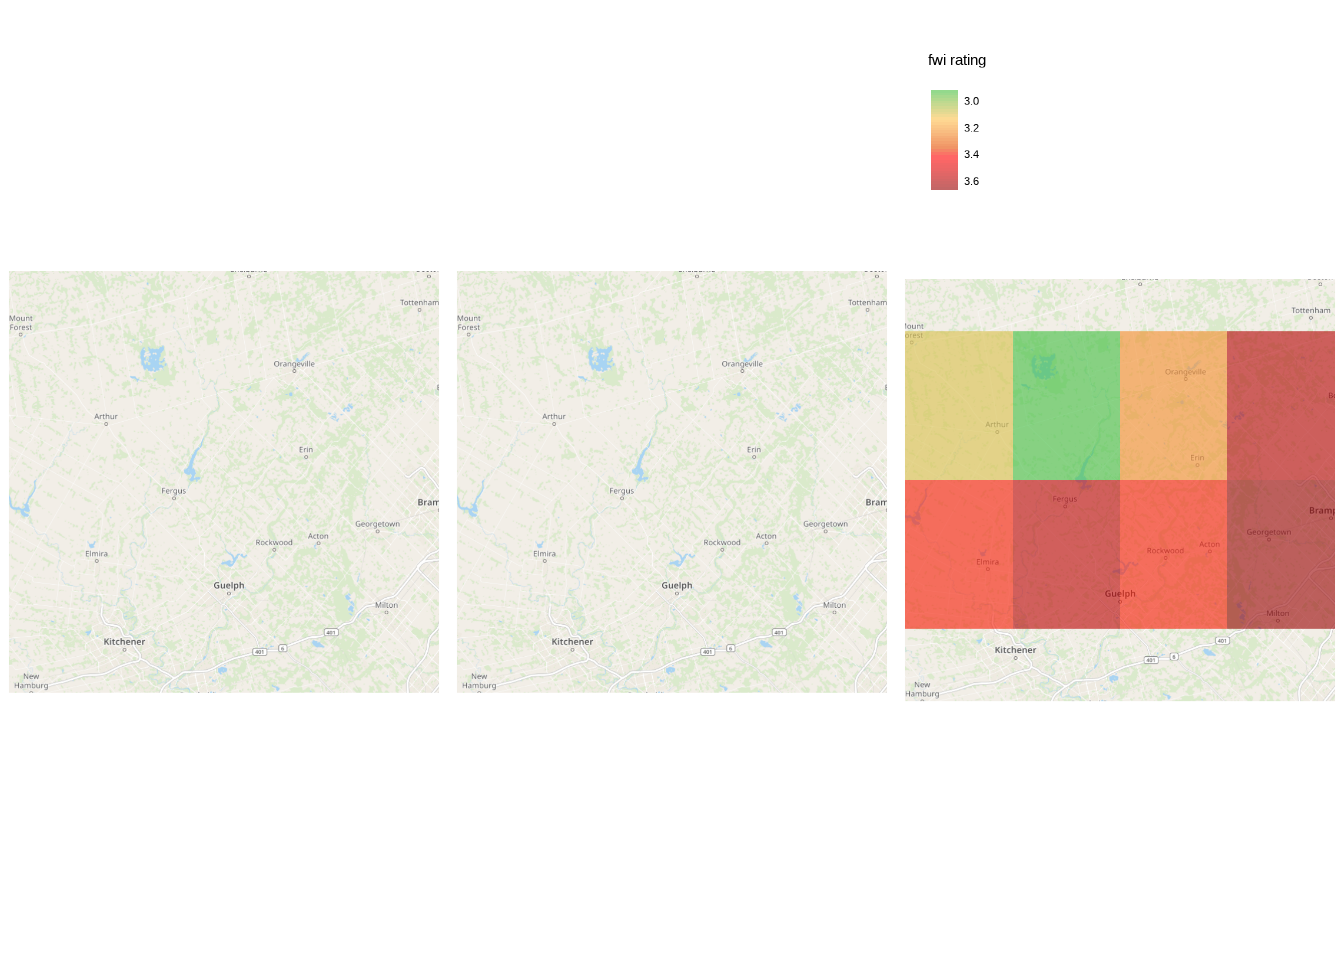 fwi rating
3.0
3.2
3.4
3.6
Tottenham
Mount
Forest
Orangeville
Arthur
Erin
Fergus
Bram
Georgetown
Rockwood
Acton
Elmira
Guelph
Milton
401
6
401
Kitchener
New
Hamburg
Tottenham
Mount
Forest
Orangeville
Arthur
Erin
Fergus
Bram
Georgetown
Rockwood
Acton
Elmira
Guelph
Milton
401
6
401
Kitchener
New
Hamburg
Tottenham
Mount
Forest
Orangeville
Arthur
Erin
Fergus
Bramp
Georgetown
Rockwood
Acton
Elmira
Guelph
Milton
401
6
401
Kitchener
New
Hamburg